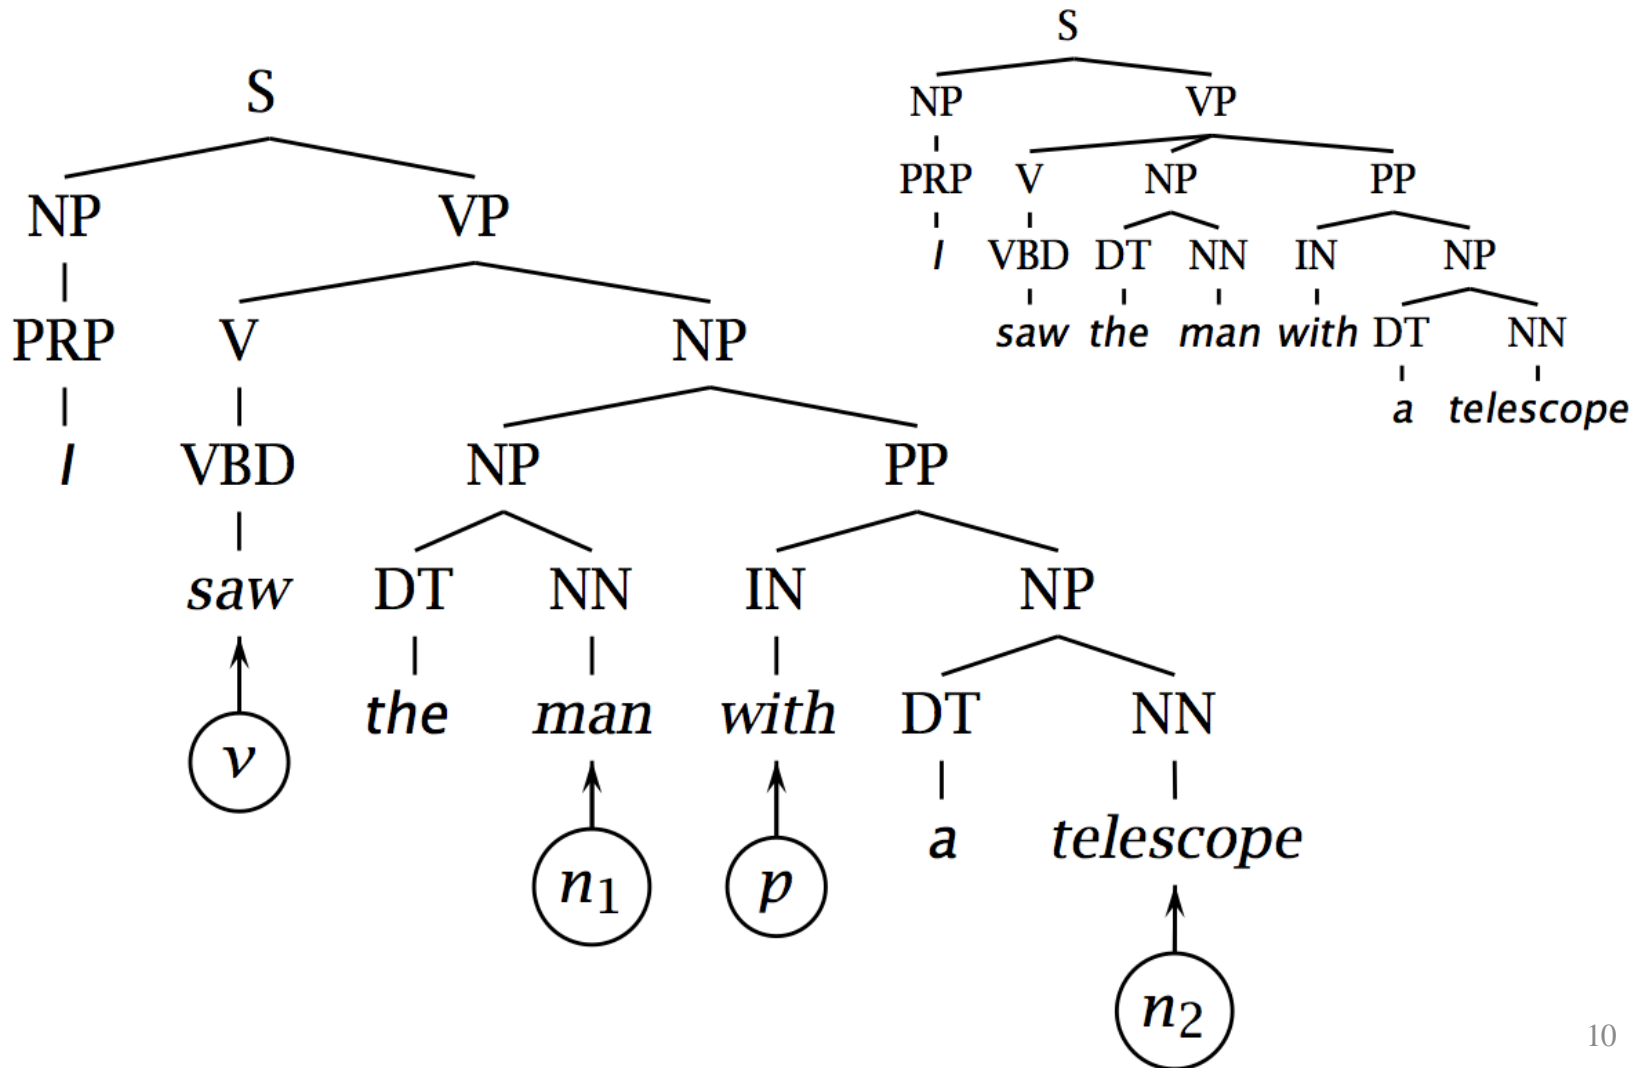 S
NP VP
PRP V NP
I VBD NP PP
saw DT NN IN NP
the man with DT NN
a telescope
v
n1 p
n2
S
NP VP
PRP V NP PP
I VBD DT NN IN NP
saw the man with DT NN
a telescope
10